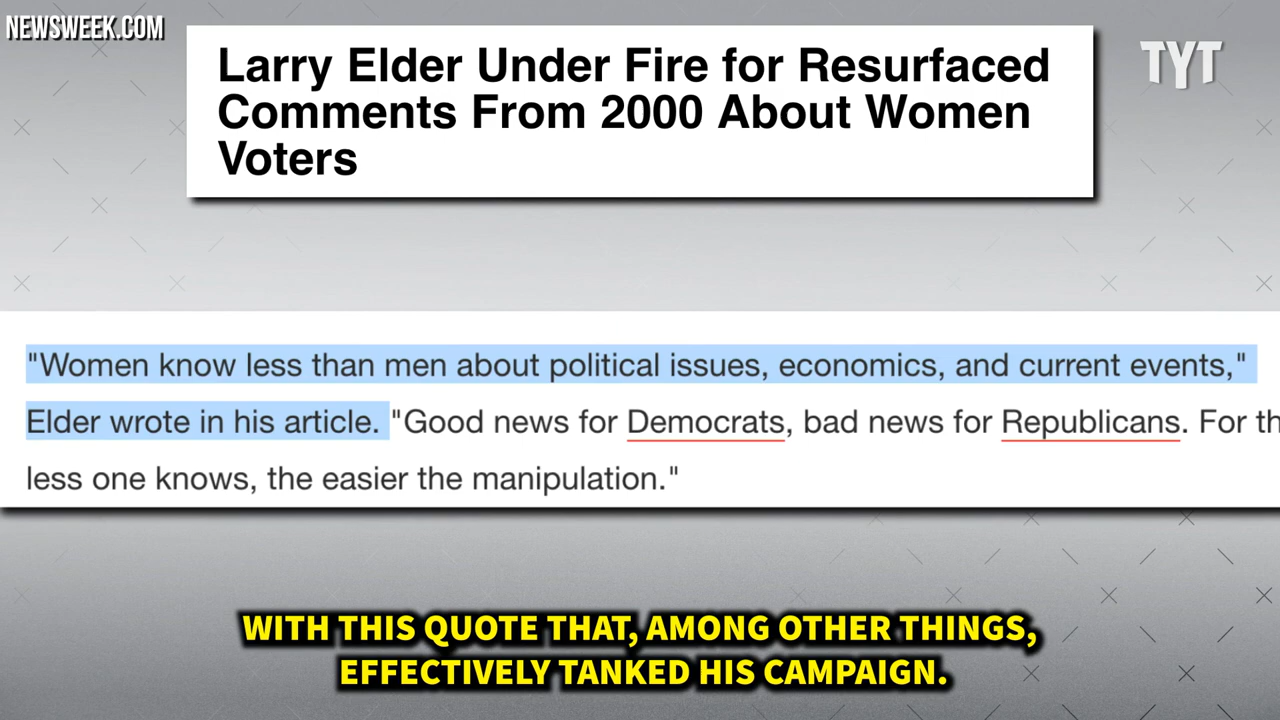 NEWSWEEK.COM
TYT
Larry Elder Under Fire for Resurfaced
Comments From 2000 About Women
Voters
"Women know less than men about political issues, economics, and current events,"
Elder wrote in his article. "Good news for Democrats, bad news for Republicans. For th
less one knows, the easier the manipulation."
WITH THIS QUOTE THAT, AMONG OTHER THINGS,
EFFECTIVELY TANKED HIS CAMPAIGN.